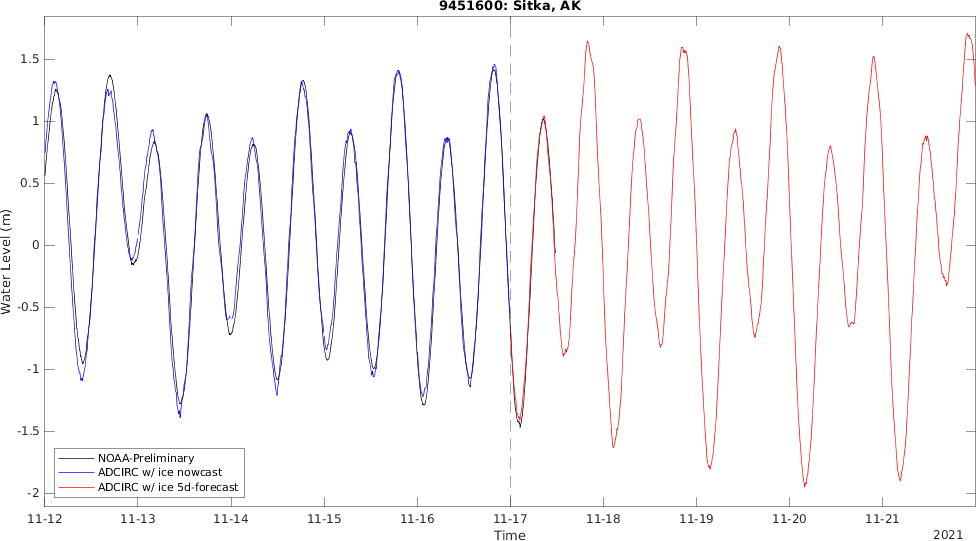 9451600: Sitka, AK
Water Level (m)
1.5
1
0.5
0
-0.5
-1
-1.5
-2
NOAA-Preliminary
ADCIRC w/ ice nowcast
ADCIRC w/ ice 5d-forecast
11-12 11-13 11-14 11-15 11-16 11-17 11-18 11-19 11-20 11-21
Time
2021